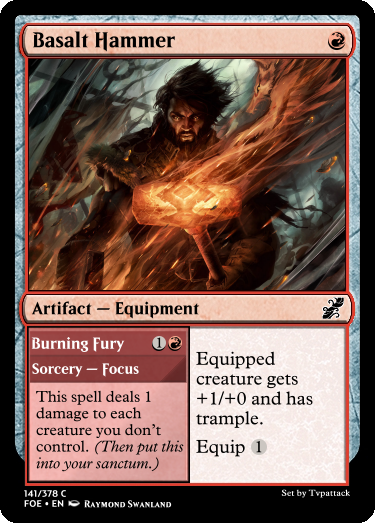 Basalt Hammer
Artifact — Equipment
Burning Fury 1
Sorcery — Focus
This spell deals 1
damage to each
creature you don't
control. (Then put this
into your sanctum.)
Equipped
creature gets
+1/+0 and has
trample.
Equip 1
141/378 C
FOE • EN Raymond Swanland
Set by Tvpattack